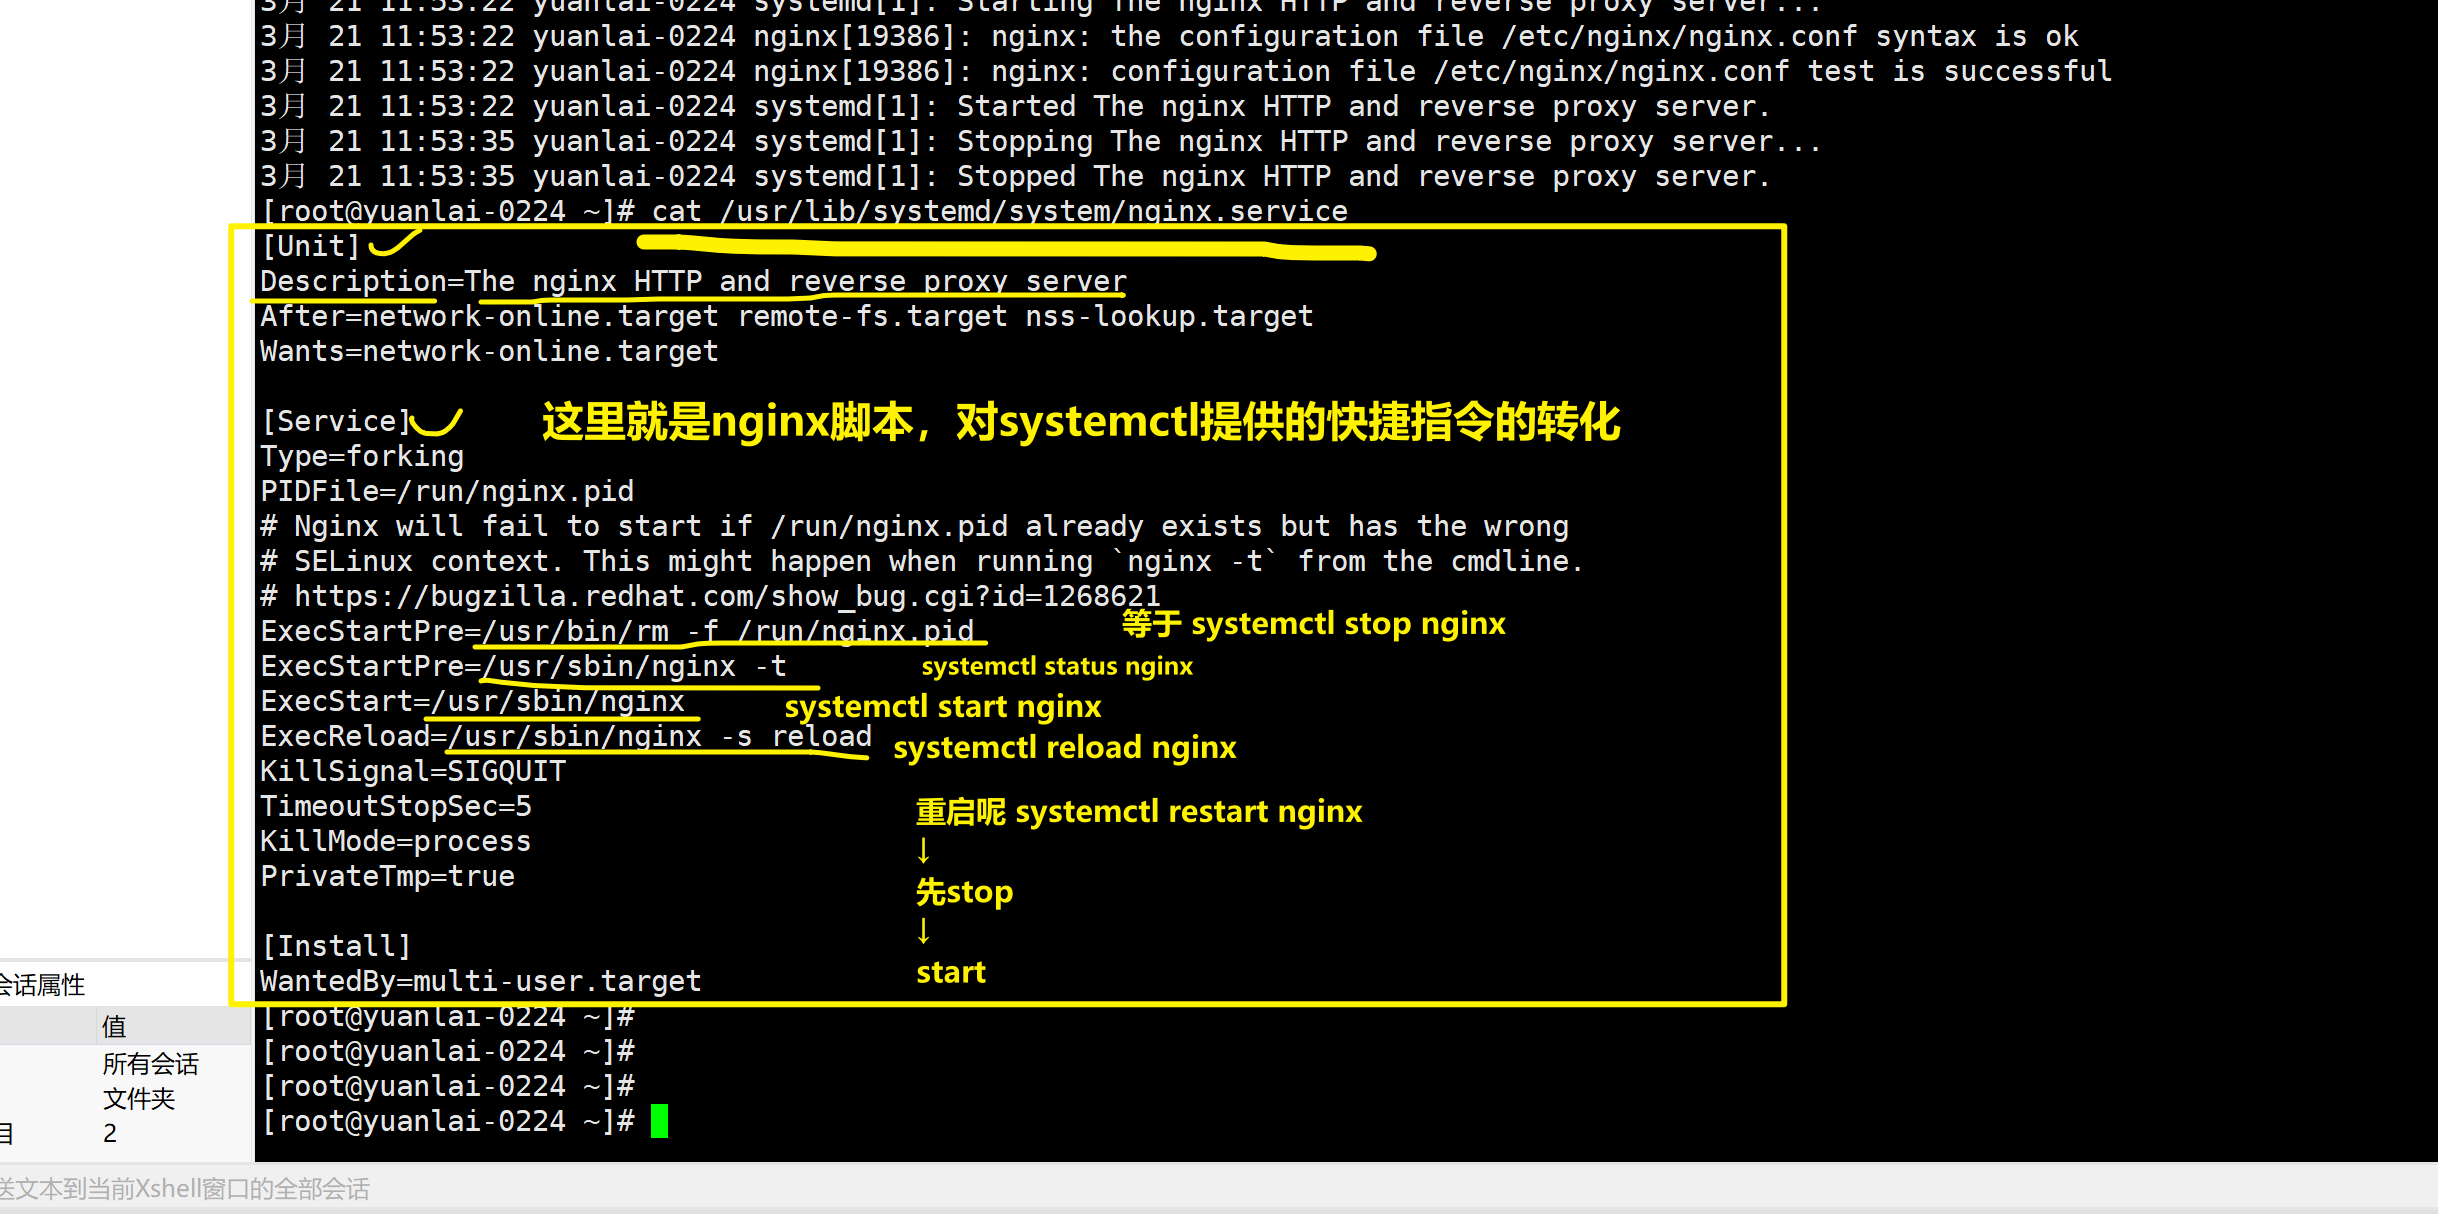 3月 21 11:53:22 yuanlai-0224 systemd[1]: Starting The nginx HTTP and reverse proxy server...
3月 21 11:53:22 yuanlai-0224 nginx[19386]: nginx: the configuration file /etc/nginx/nginx.conf syntax is ok
3月 21 11:53:22 yuanlai-0224 nginx[19386]: nginx: configuration file /etc/nginx/nginx.conf test is successful
3月 21 11:53:22 yuanlai-0224 systemd[1]: Started The nginx HTTP and reverse proxy server.
3月 21 11:53:35 yuanlai-0224 systemd[1]: Stopping The nginx HTTP and reverse proxy server...
3月 21 11:53:35 yuanlai-0224 systemd[1]: Stopped The nginx HTTP and reverse proxy server.
[root@yuanlai-0224 ~]# cat /usr/lib/systemd/system/nginx.service
[Unit]
Description=The nginx HTTP and reverse proxy server
After=network-online.target remote-fs.target nss-lookup.target
Wants=network-online.target
[Service]
这里就是nginx脚本，对systemctl提供的快捷指令的转化
Type=forking
PIDFile=/run/nginx.pid
# Nginx will fail to start if /run/nginx.pid already exists but has the wrong
# SELinux context. This might happen when running `nginx -t` from the cmdline.
# https://bugzilla.redhat.com/show_bug.cgi?id=1268621
ExecStartPre=/usr/bin/rm -f /run/nginx.pid
等于 systemctl stop nginx
ExecStartPre=/usr/sbin/nginx -t
systemctl status nginx
ExecStart=/usr/sbin/nginx
systemctl start nginx
ExecReload=/usr/sbin/nginx -s reload
systemctl reload nginx
KillSignal=SIGQUIT
TimeoutStopSec=5
重启呢 systemctl restart nginx
KillMode=process
↓
PrivateTmp=true
先stop
↓
[Install]
start
WantedBy=multi-user.target
[root@yuanlai-0224 ~]#
[root@yuanlai-0224 ~]#
[root@yuanlai-0224 ~]#
[root@yuanlai-0224 ~]#
会话属性
值
所有会话
文件夹
目 2
送文本到当前Xshell窗口的全部会话